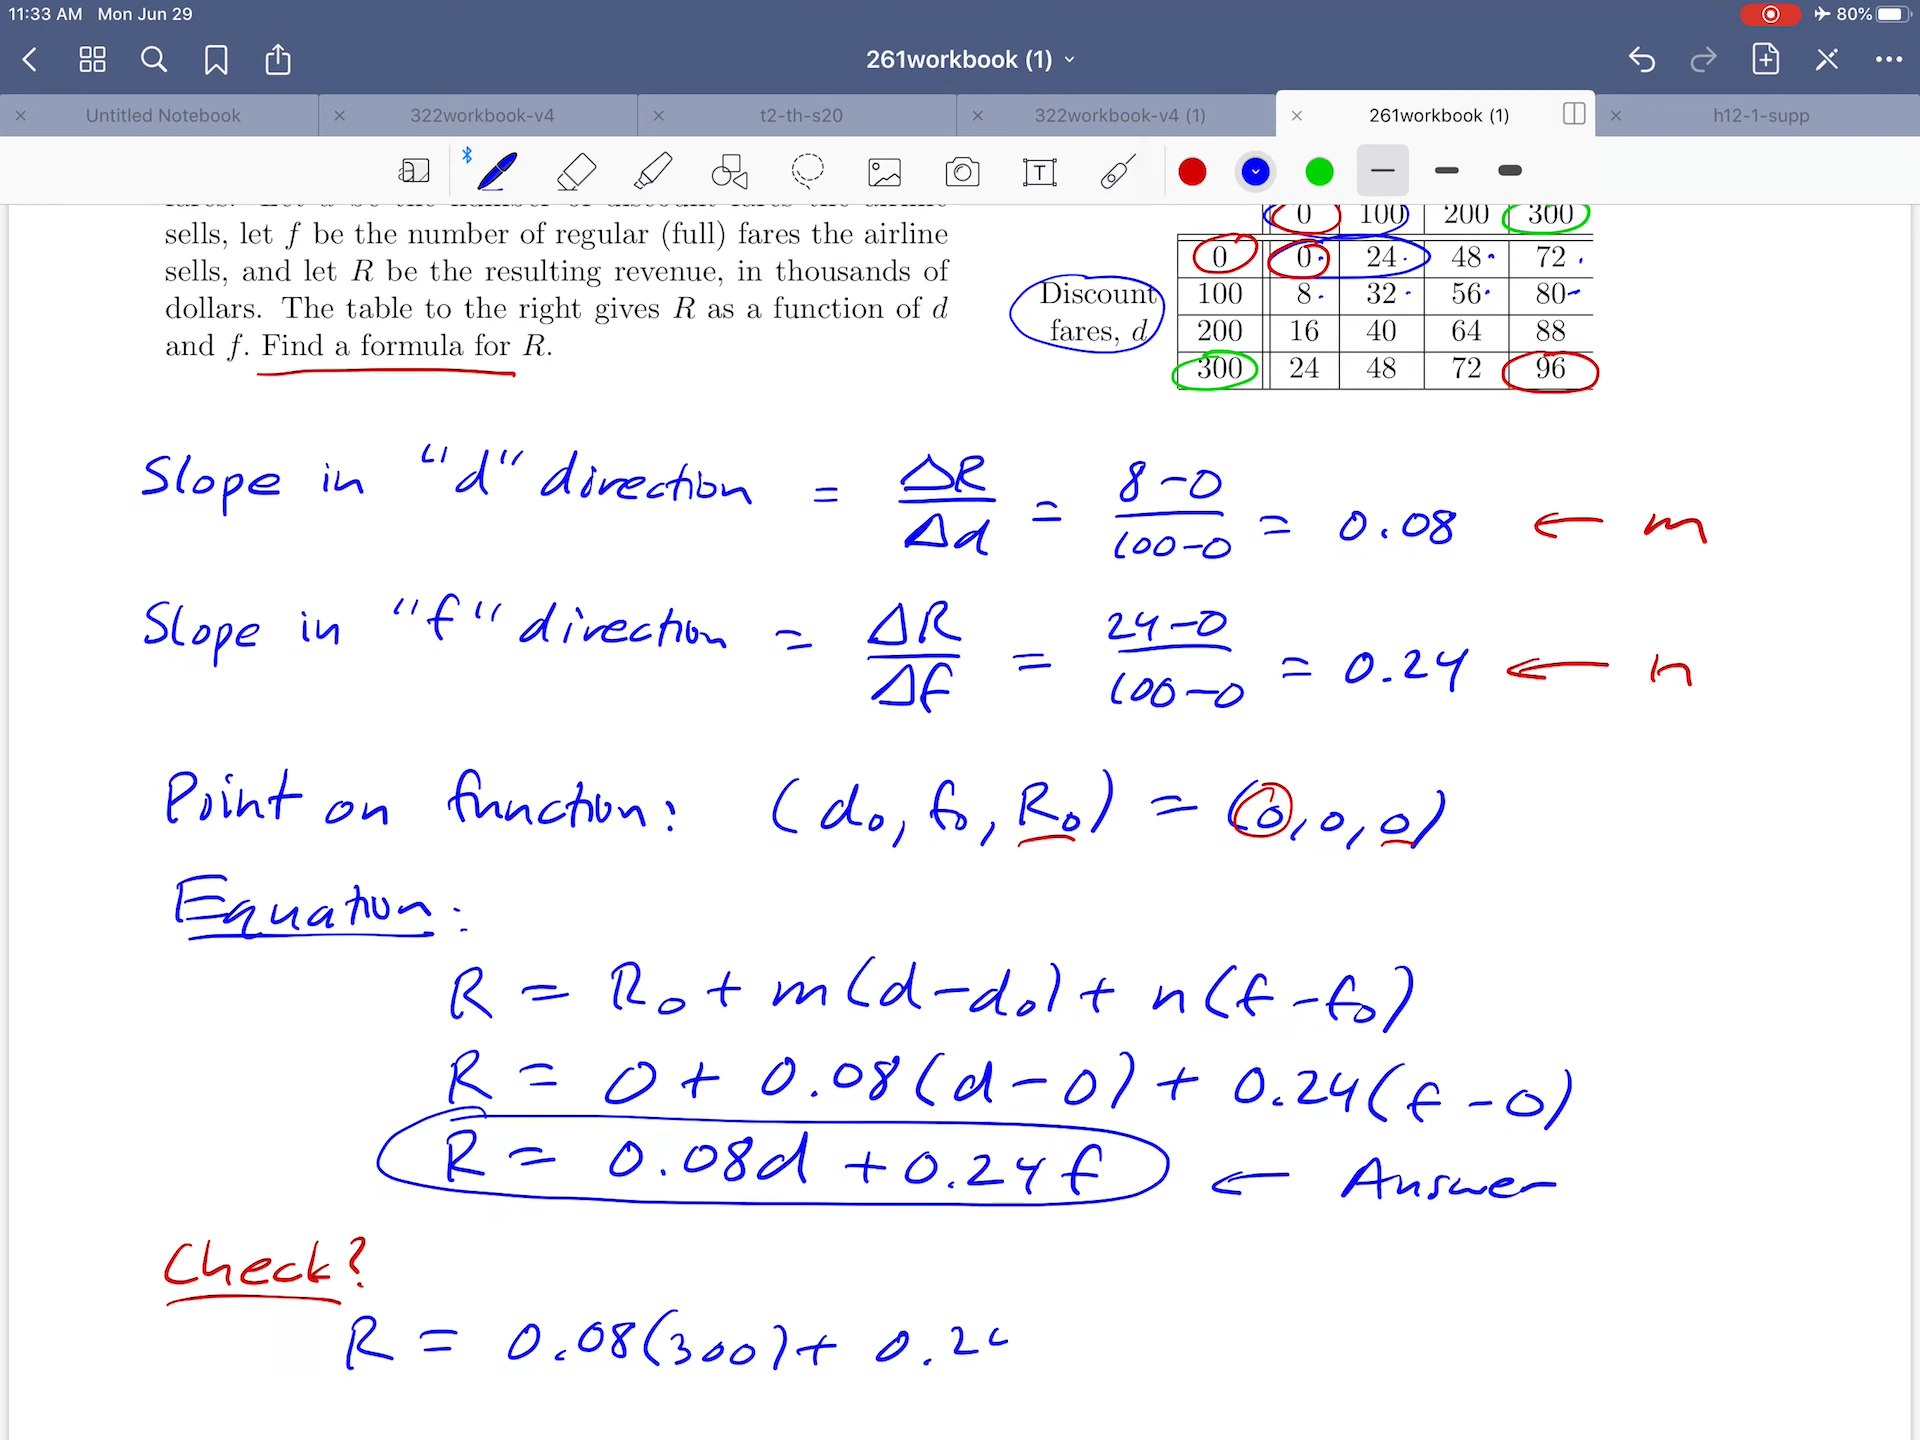 11:33 AM Mon Jun 29
80%
261workbook (1)
Untitled Notebook
322workbook-v4
t2-th-s20
322workbook-v4 (1)
261workbook (1)
h12-1-supp
sells, let f be the number of regular (full) fares the airline
sells, and let R be the resulting revenue, in thousands of
dollars. The table to the right gives R as a function of d
and f. Find a formula for R.
Discount
fares, d
0 100 200 300
0 0 24 48 72
100 8 32 56 80
200 16 40 64 88
300 24 48 72 96
Slope in "d" direction = ΔR/Δd = (8-0)/(100-0) = 0.08 ← m
Slope in "f" direction = ΔR/Δf = (24-0)/(100-0) = 0.24 ← n
Point on function: (d₀, f₀, R₀) = (0, 0, 0)
Equation:
R = R₀ + m(d-d₀) + n(f-f₀)
R = 0 + 0.08(d-0) + 0.24(f-0)
R = 0.08d + 0.24f ← Answer
Check?
R = 0.08(300) + 0.2